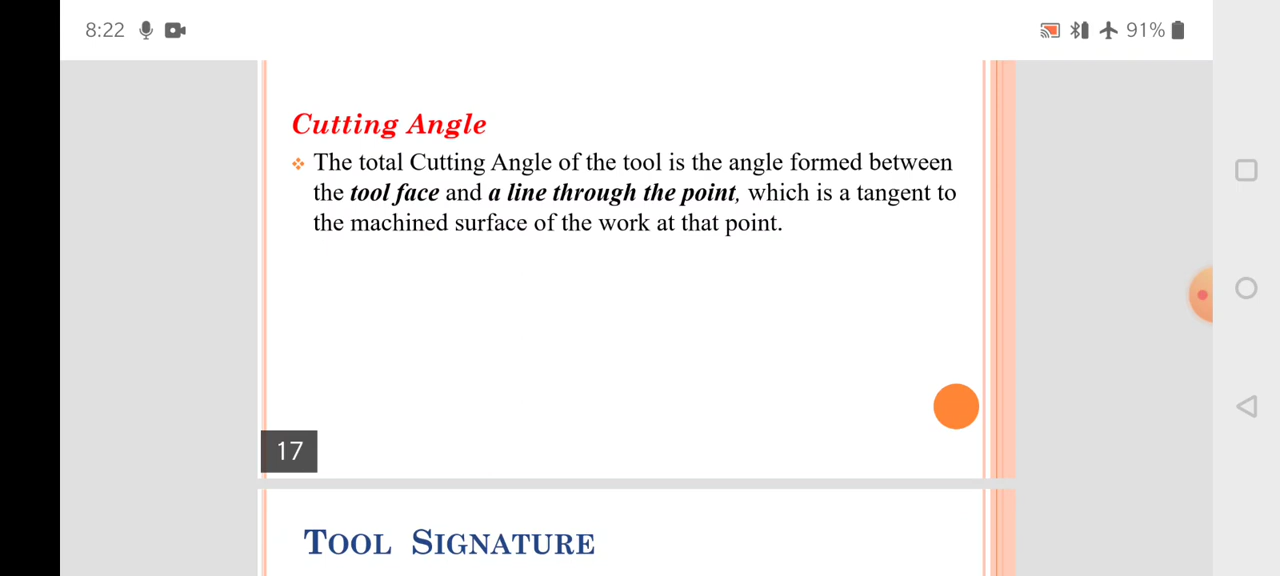 8:22
91%
Cutting Angle
The total Cutting Angle of the tool is the angle formed between
the tool face and a line through the point, which is a tangent to
the machined surface of the work at that point.
17
TOOL SIGNATURE